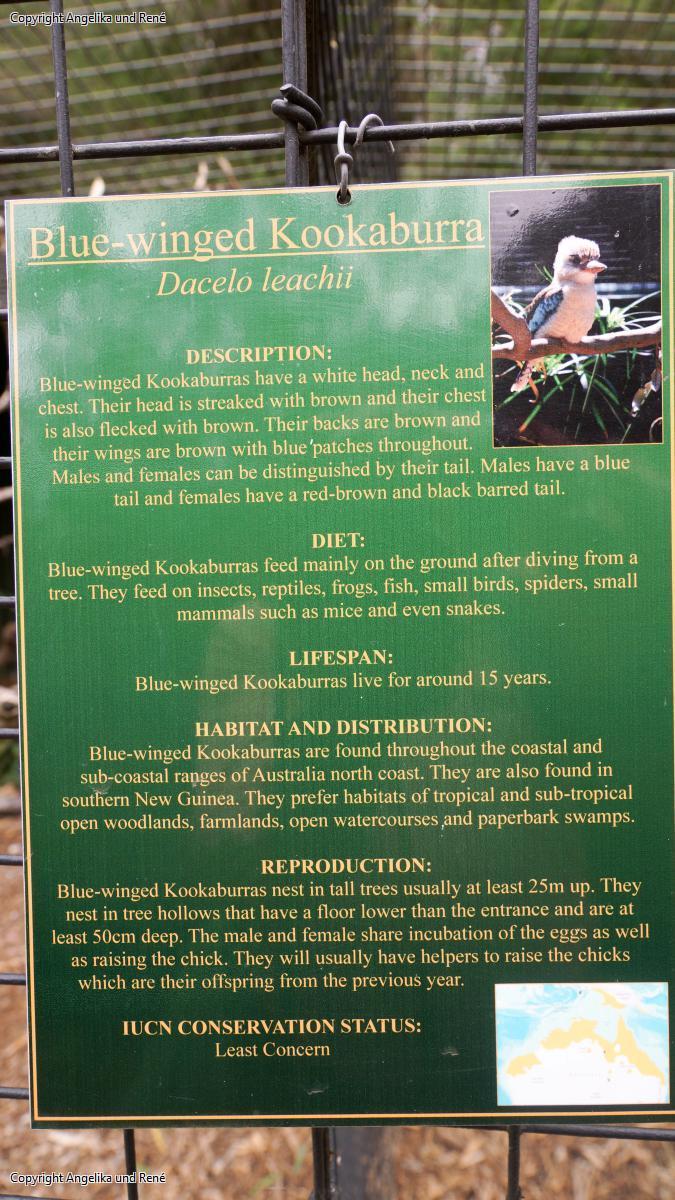 Copyright Angelika und René
Blue-winged Kookaburra
Dacelo leachii
DESCRIPTION:
Blue-winged Kookaburras have a white head, neck and
chest. Their head is streaked with brown and their chest
is also flecked with brown. Their backs are brown and
their wings are brown with blue patches throughout.
Males and females can be distinguished by their tail. Males have a blue
tail and females have a red-brown and black barred tail.
DIET:
Blue-winged Kookaburras feed mainly on the ground after diving from a
tree. They feed on insects, reptiles, frogs, fish, small birds, spiders, small
mammals such as mice and even snakes.
LIFESPAN:
Blue-winged Kookaburras live for around 15 years.
HABITAT AND DISTRIBUTION:
Blue-winged Kookaburras are found throughout the coastal and
sub-coastal ranges of Australia north coast. They are also found in
southern New Guinea. They prefer habitats of tropical and sub-tropical
open woodlands, farmlands, open watercourses and paperbark swamps.
REPRODUCTION:
Blue-winged Kookaburras nest in tall trees usually at least 25m up. They
nest in tree hollows that have a floor lower than the entrance and are at
least 50cm deep. The male and female share incubation of the eggs as well
as raising the chick. They will usually have helpers to raise the chicks
which are their offspring from the previous year.
IUCN CONSERVATION STATUS:
Least Concern
Copyright Angelika und René